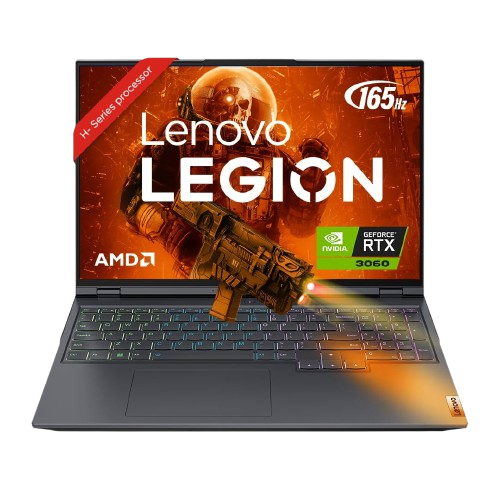 H- Series processor
165Hz
Lenovo
LEGION
AMD
NVIDIA
GEFORCE
RTX
3060
Lenovo